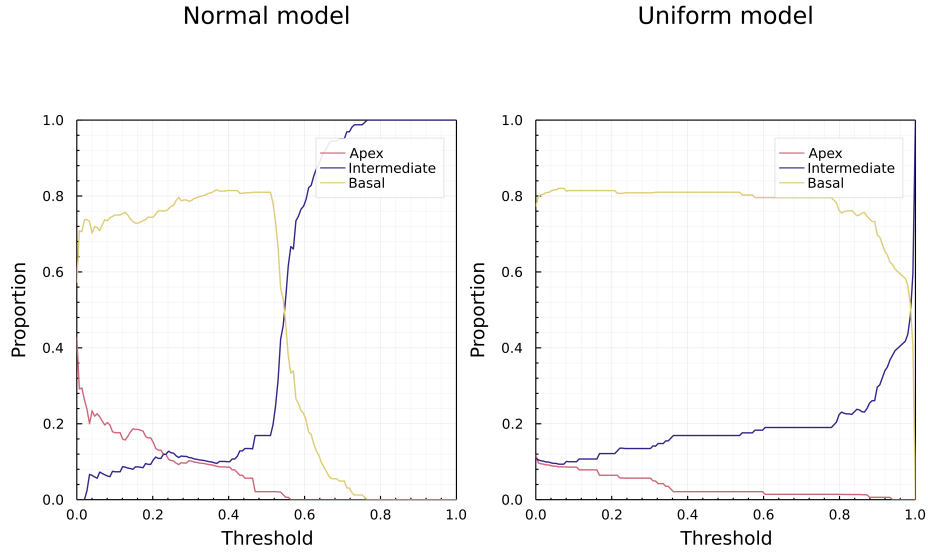 Normal model
Uniform model
1.0
0.8
0.6
0.4
0.2
0.0
Proportion
Apex
Intermediate
Basal
0.0 0.2 0.4 0.6 0.8 1.0
Threshold
1.0
0.8
0.6
0.4
0.2
0.0
Proportion
Apex
Intermediate
Basal
0.0 0.2 0.4 0.6 0.8 1.0
Threshold